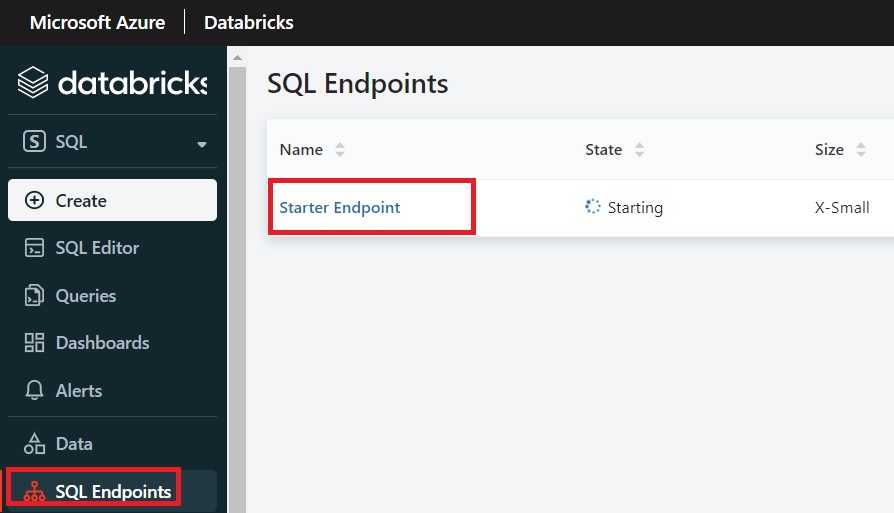 Microsoft Azure Databricks
databricks
SQL Endpoints
S SQL
Name State Size
Create
Starter Endpoint Starting X-Small
SQL Editor
Queries
Dashboards
Alerts
Data
SQL Endpoints